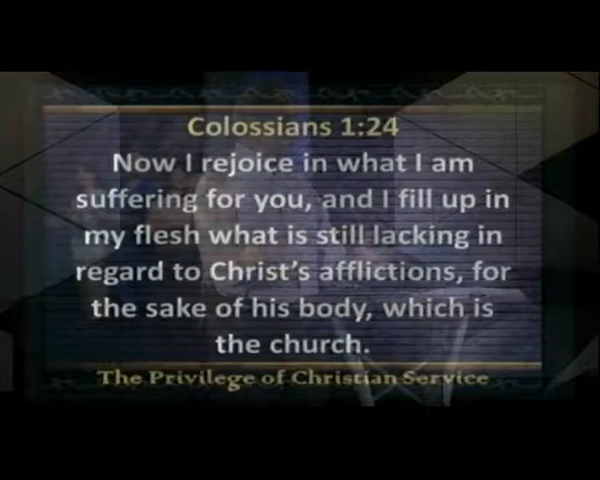 Colossians 1:24
Now I rejoice in what I am
suffering for you, and I fill up in
my flesh what is still lacking in
regard to Christ's afflictions, for
the sake of his body, which is
the church.
The Privilege of Christian Service